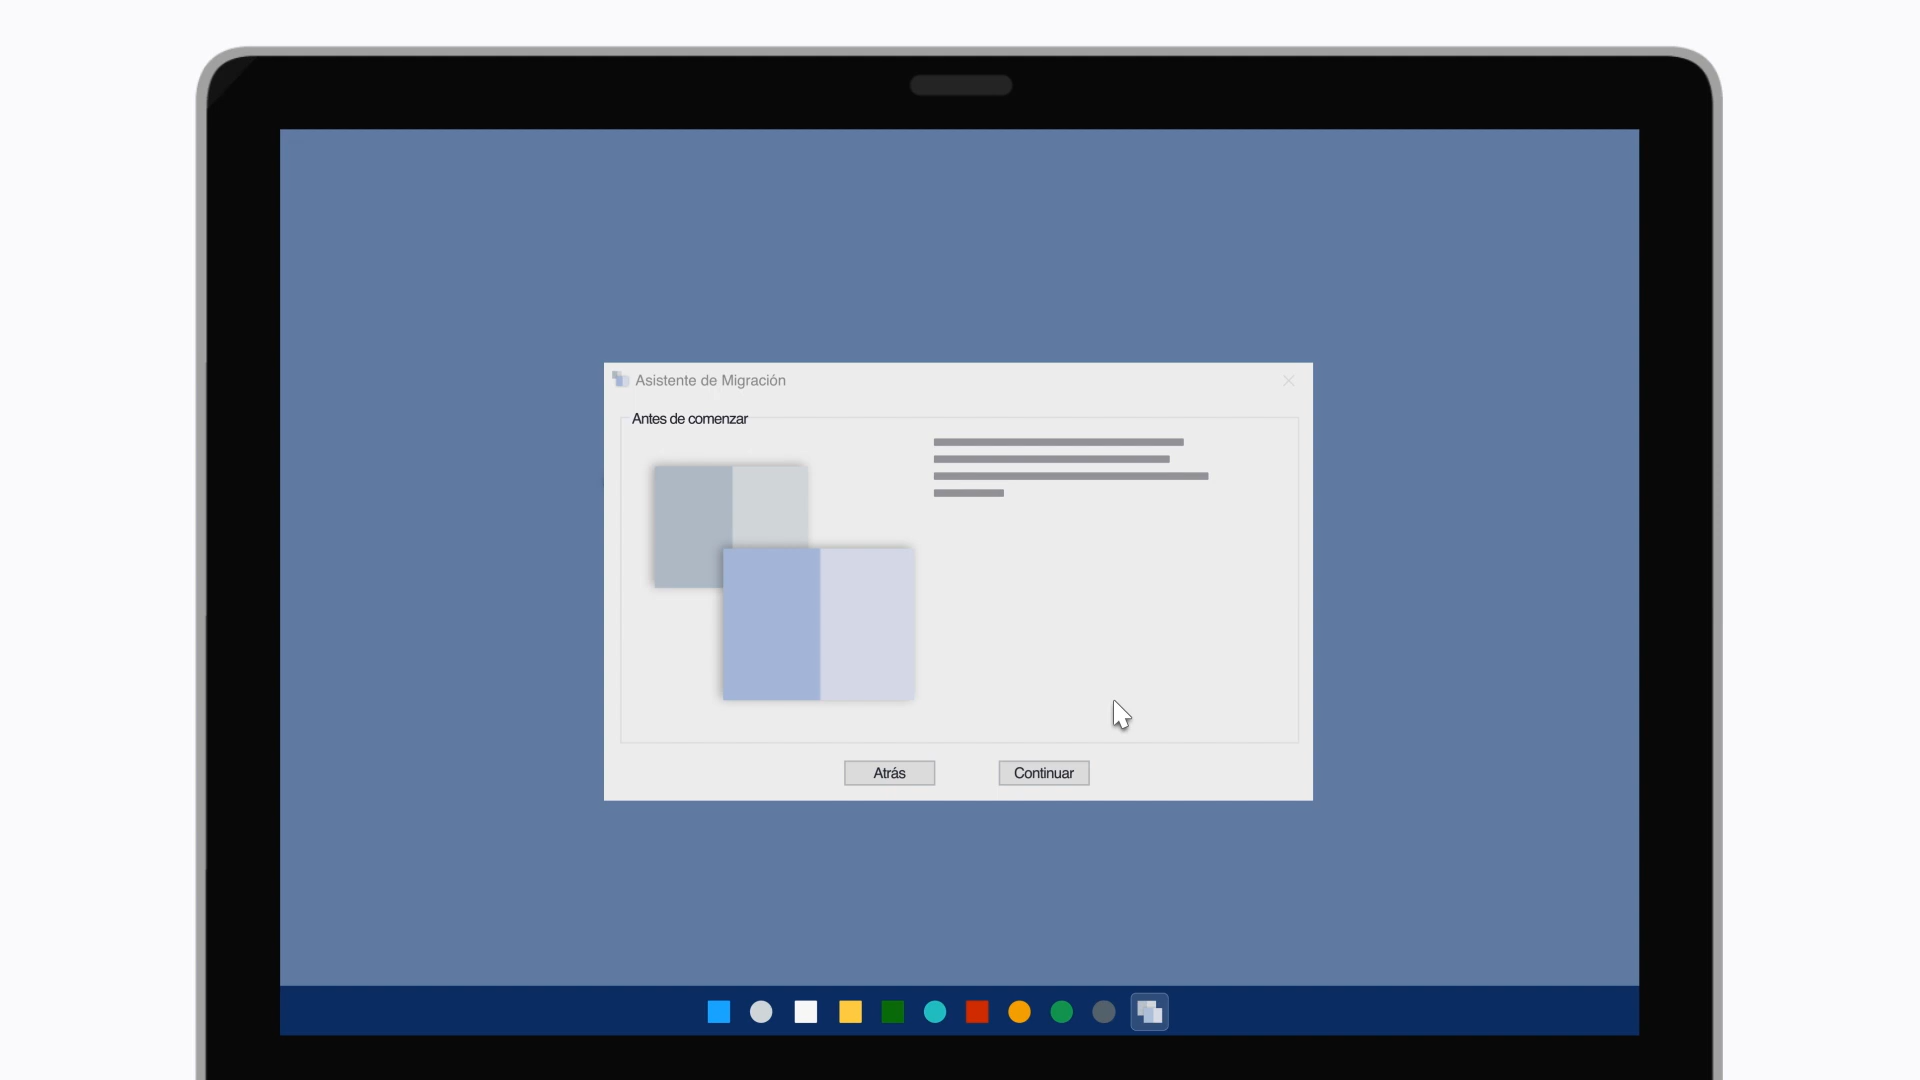 Asistente de Migración
Antes de comenzar
Atrás
Continuar